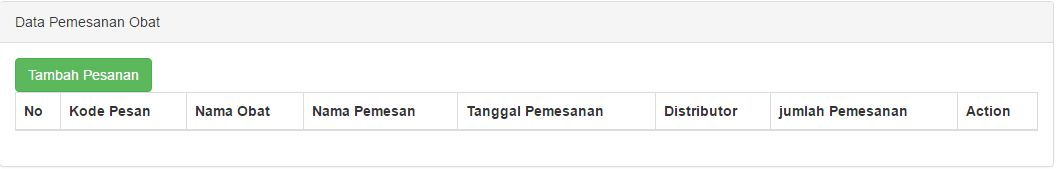 Data Pemesanan Obat
Tambah Pesanan
No Kode Pesan Nama Obat Nama Pemesan Tanggal Pemesanan Distributor jumlah Pemesanan Action